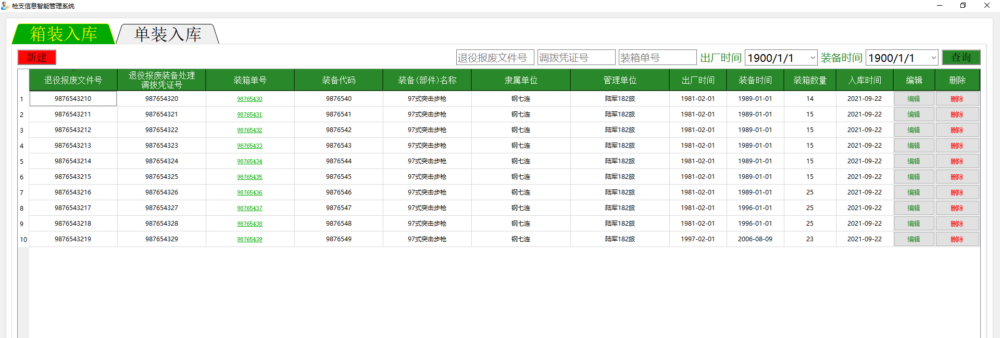 枪支信息智能管理系统
箱装入库 单装入库
新建 退役报废文件号 调拨凭证号 装箱单号 出厂时间 1900/1/1 装备时间 1900/1/1 查询
退役报废文件号 退役报废装备处理调拨凭证号 装箱单号 装备代码 装备(部件)名称 隶属单位 管理单位 出厂时间 装备时间 装箱数量 入库时间 编辑 删除
1 9876543210 987654320 98765430 9876540 97式突击步枪 钢七连 陆军182旅 1981-02-01 1989-01-01 14 2021-09-22 编辑 删除
2 9876543211 987654321 98765431 9876541 97式突击步枪 钢七连 陆军182旅 1981-02-01 1989-01-01 15 2021-09-22 编辑 删除
3 9876543212 987654322 98765432 9876542 97式突击步枪 钢七连 陆军182旅 1981-02-01 1989-01-01 15 2021-09-22 编辑 删除
4 9876543213 987654323 98765433 9876543 97式突击步枪 钢七连 陆军182旅 1981-02-01 1989-01-01 15 2021-09-22 编辑 删除
5 9876543214 987654324 98765434 9876544 97式突击步枪 钢七连 陆军182旅 1981-02-01 1989-01-01 15 2021-09-22 编辑 删除
6 9876543215 987654325 98765435 9876545 97式突击步枪 钢七连 陆军182旅 1981-02-01 1989-01-01 15 2021-09-22 编辑 删除
7 9876543216 987654326 98765436 9876546 97式突击步枪 钢七连 陆军182旅 1981-02-01 1989-01-01 25 2021-09-22 编辑 删除
8 9876543217 987654327 98765437 9876547 97式突击步枪 钢七连 陆军182旅 1981-02-01 1996-01-01 25 2021-09-22 编辑 删除
9 9876543218 987654328 98765438 9876548 97式突击步枪 钢七连 陆军182旅 1981-02-01 1996-01-01 25 2021-09-22 编辑 删除
10 9876543219 987654329 98765439 9876549 97式突击步枪 钢七连 陆军182旅 1997-02-01 2006-08-09 23 2021-09-22 编辑 删除